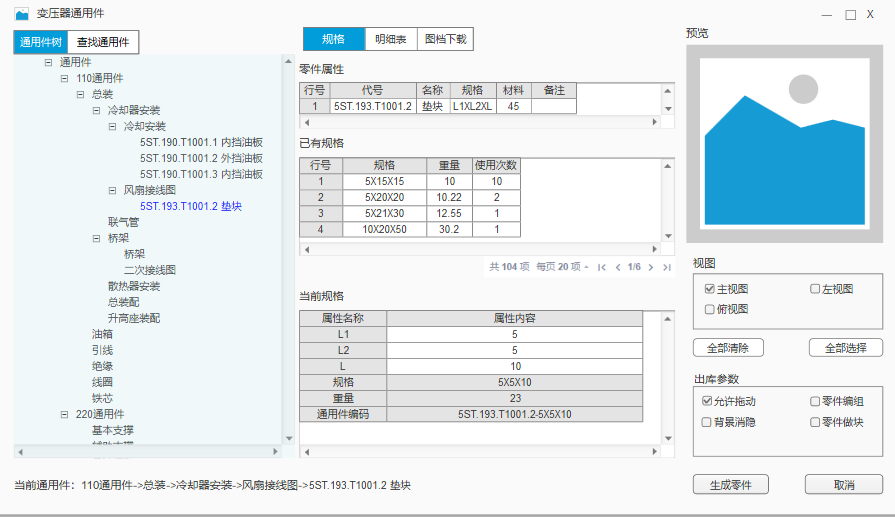 变压器通用件
通用件树 查找通用件
通用件
110通用件
总装
冷却器安装
冷却安装
5ST.190.T1001.1 内挡油板
5ST.190.T1001.2 外挡油板
5ST.190.T1001.3 内挡油板
风扇接线图
5ST.193.T1001.2 垫块
联气管
桥架
桥架
二次接线图
散热器安装
总装配
升高座装配
油箱
引线
绝缘
线圈
铁芯
220通用件
基本支撑
辅助支撑
规格 明细表 图档下载
零件属性
行号 代号 名称 规格 材料 备注
1 5ST.193.T1001.2 垫块 L1XL2XL 45
已有规格
行号 规格 重量 使用次数
1 5X15X15 10 10
2 5X20X20 10.22 2
3 5X21X30 12.55 1
4 10X20X50 30.2 1
共 104 项 每页 20 项 1/6
当前规格
属性名称 属性内容
L1 5
L2 5
L 10
规格 5X5X10
重量 23
通用件编码 5ST.193.T1001.2-5X5X10
预览
视图
主视图 左视图
俯视图
全部清除 全部选择
出库参数
允许拖动 零件编组
背景消隐 零件做块
当前通用件：110通用件->总装->冷却器安装->风扇接线图->5ST.193.T1001.2 垫块
生成零件 取消